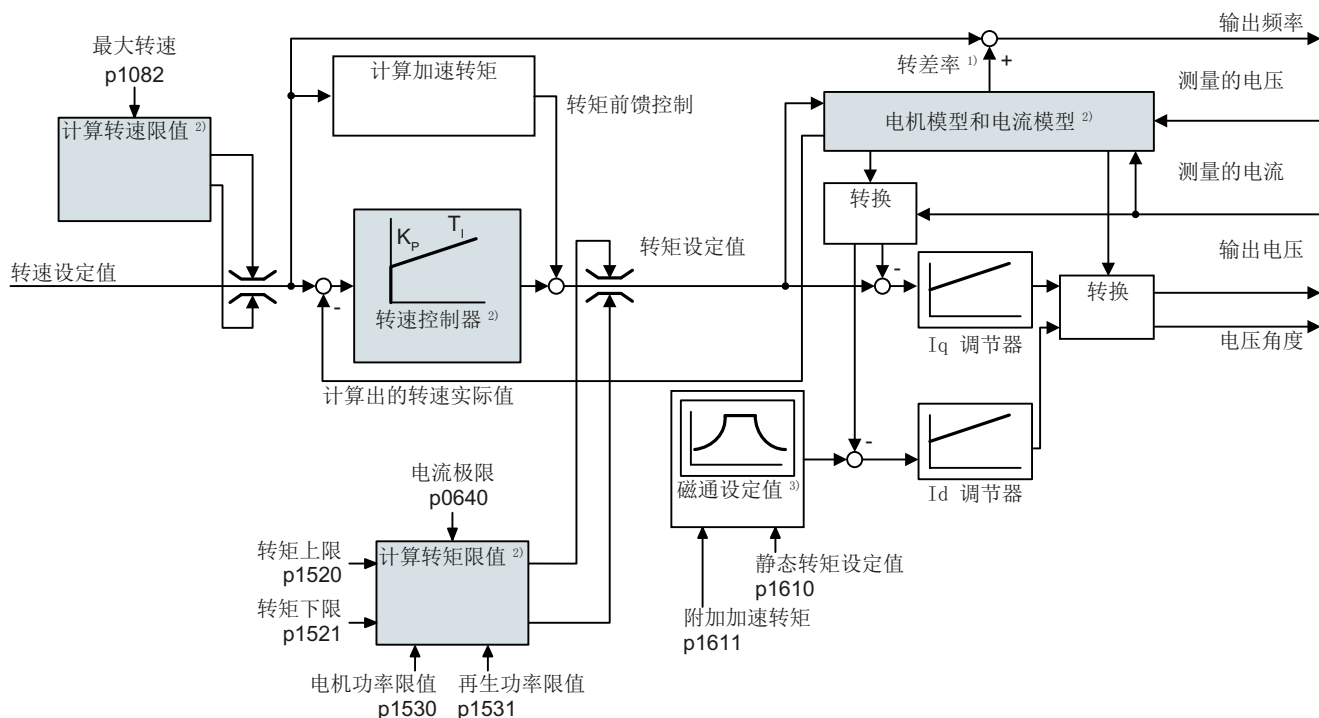 最大转速
p1082
计算转速限值 2)
转速设定值
计算加速转矩
转矩前馈控制
KP
TI
转速控制器 2)
-
计算出的转速实际值
转矩设定值
转差率 1)
+
电机模型和电流模型 2)
输出频率
测量的电压
测量的电流
输出电压
电压角度
转换
-
Iq 调节器
转换
-
Id 调节器
磁通设定值 3)
静态转矩设定值
p1610
附加加速转矩
p1611
电流极限
p0640
计算转矩限值 2)
转矩上限
p1520
转矩下限
p1521
电机功率限值
p1530
再生功率限值
p1531